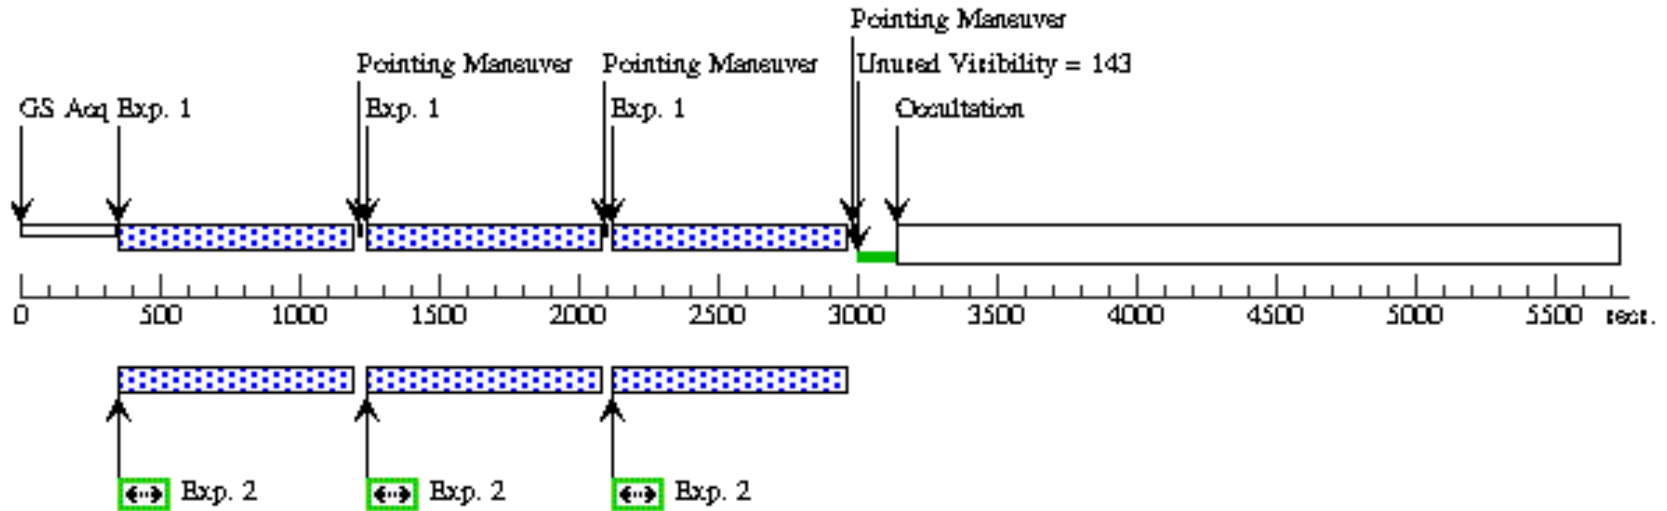 Pointing Maneuver
Pointing Maneuver Pointing Maneuver Unused Visibility = 143
GS Acq Exp. 1 Exp. 1 Exp. 1 Occultation
0 500 1000 1500 2000 2500 3000 3500 4000 4500 5000 5500 secs.
Exp. 2 Exp. 2 Exp. 2